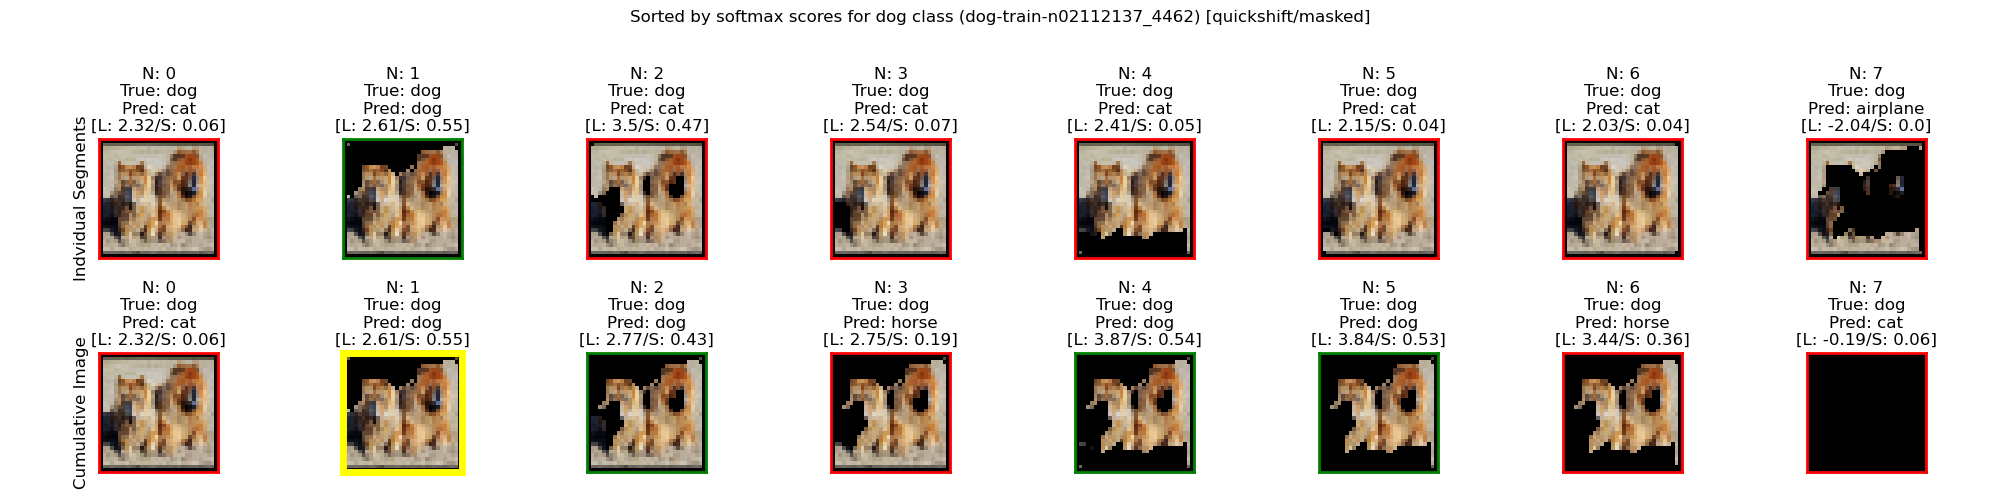 Sorted by softmax scores for dog class (dog-train-n02112137_4462) [quickshift/masked]
Indvidual Segments
N: 0
True: dog
Pred: cat
[L: 2.32/S: 0.06]
N: 1
True: dog
Pred: dog
[L: 2.61/S: 0.55]
N: 2
True: dog
Pred: cat
[L: 3.5/S: 0.47]
N: 3
True: dog
Pred: cat
[L: 2.54/S: 0.07]
N: 4
True: dog
Pred: cat
[L: 2.41/S: 0.05]
N: 5
True: dog
Pred: cat
[L: 2.15/S: 0.04]
N: 6
True: dog
Pred: cat
[L: 2.03/S: 0.04]
N: 7
True: dog
Pred: airplane
[L: -2.04/S: 0.0]
Cumulative Image
N: 0
True: dog
Pred: cat
[L: 2.32/S: 0.06]
N: 1
True: dog
Pred: dog
[L: 2.61/S: 0.55]
N: 2
True: dog
Pred: dog
[L: 2.77/S: 0.43]
N: 3
True: dog
Pred: horse
[L: 2.75/S: 0.19]
N: 4
True: dog
Pred: dog
[L: 3.87/S: 0.54]
N: 5
True: dog
Pred: dog
[L: 3.84/S: 0.53]
N: 6
True: dog
Pred: horse
[L: 3.44/S: 0.36]
N: 7
True: dog
Pred: cat
[L: -0.19/S: 0.06]